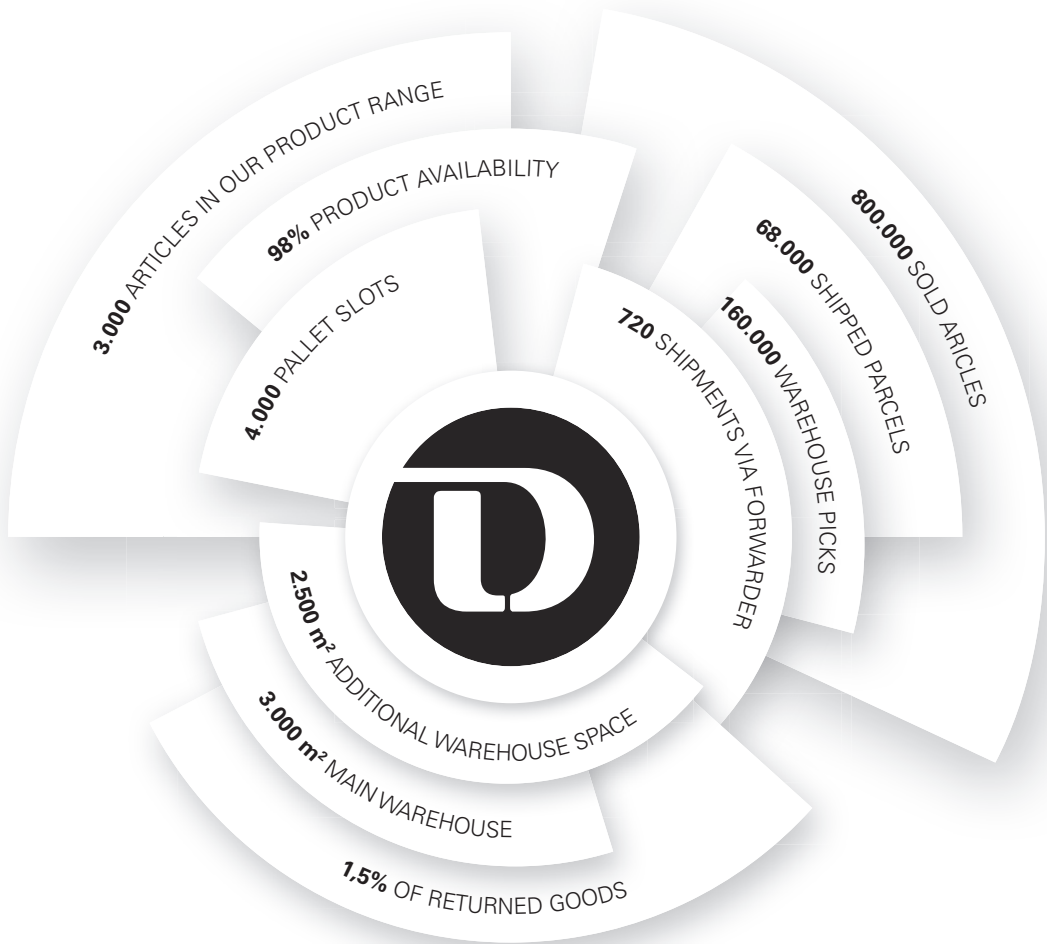 3.000 ARTICLES IN OUR PRODUCT RANGE
98% PRODUCT AVAILABILITY
4.000 PALLET SLOTS
800.000 SOLD ARICLES
68.000 SHIPPED PARCELS
160.000 WAREHOUSE PICKS
720 SHIPMENTS VIA FORWARDER
2.500 m² ADDITIONAL WAREHOUSE SPACE
3.000 m² MAIN WAREHOUSE
1,5% OF RETURNED GOODS